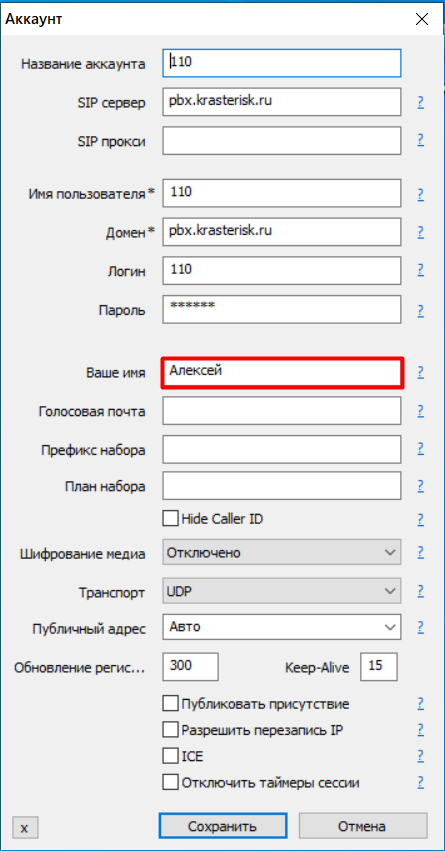 Аккаунт
Название аккаунта 110
SIP сервер pbx.krasterisk.ru ?
SIP прокси ?
Имя пользователя* 110 ?
Домен* pbx.krasterisk.ru ?
Логин 110 ?
Пароль ****** ?
Ваше имя Алексей ?
Голосовая почта ?
Префикс набора ?
План набора ?
Hide Caller ID ?
Шифрование медиа Отключено ?
Транспорт UDP ?
Публичный адрес Авто ?
Обновление регис... 300 Keep-Alive 15
Публиковать присутствие ?
Разрешить перезапись IP ?
ICE ?
Отключить таймеры сессии ?
x Сохранить Отмена